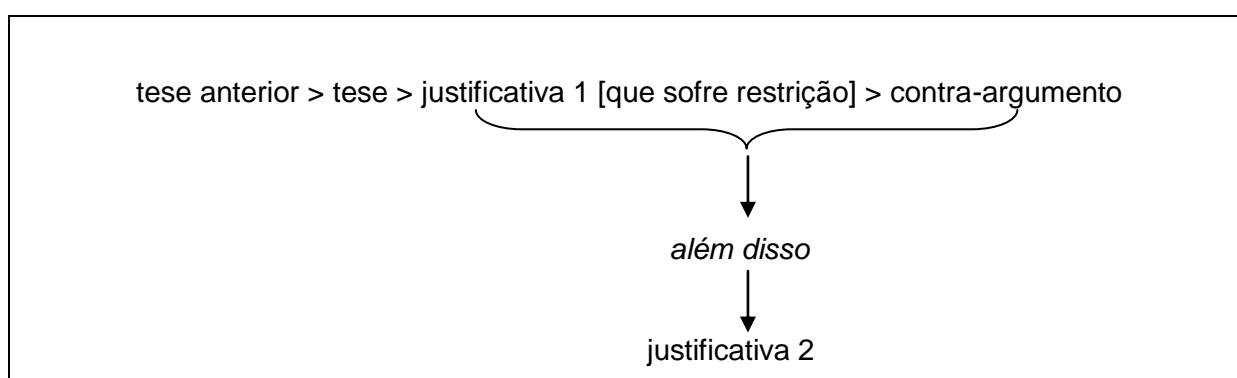 tese anterior > tese > justificativa 1 [que sofre restrição] > contra-argumento
além disso
justificativa 2